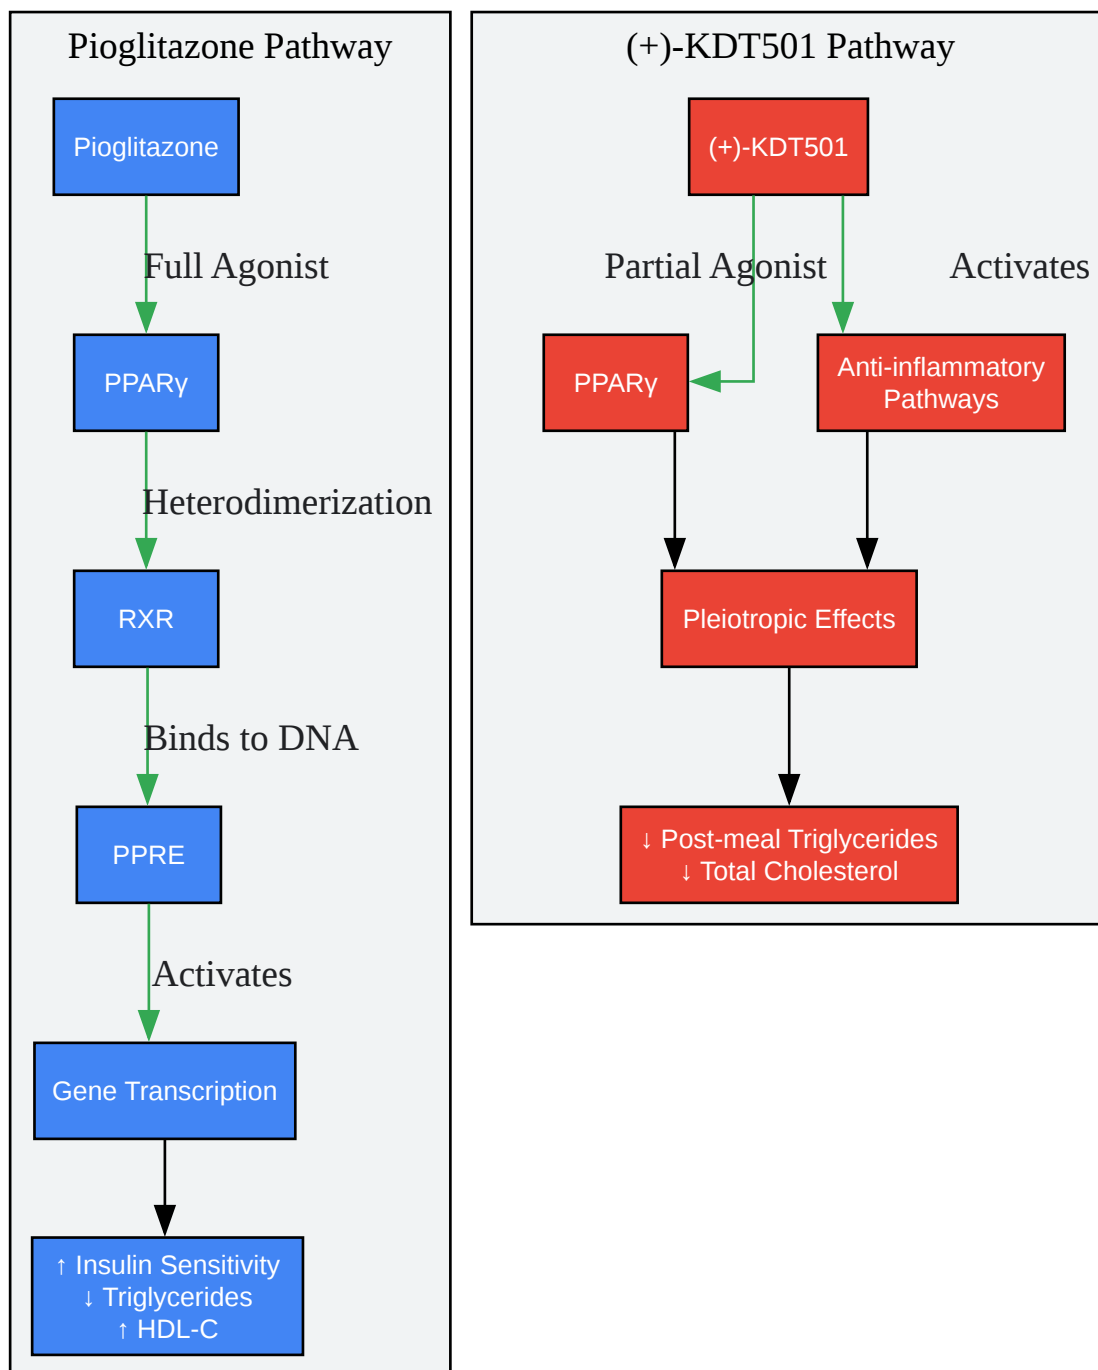 Pioglitazone Pathway
Pioglitazone
Full Agonist
PPARγ
Heterodimerization
RXR
Binds to DNA
PPRE
Activates
Gene Transcription
↑ Insulin Sensitivity
↓ Triglycerides
↑ HDL-C
(+)-KDT501 Pathway
(+)-KDT501
Partial Agonist
Activates
PPARγ
Anti-inflammatory
Pathways
Pleiotropic Effects
↓ Post-meal Triglycerides
↓ Total Cholesterol